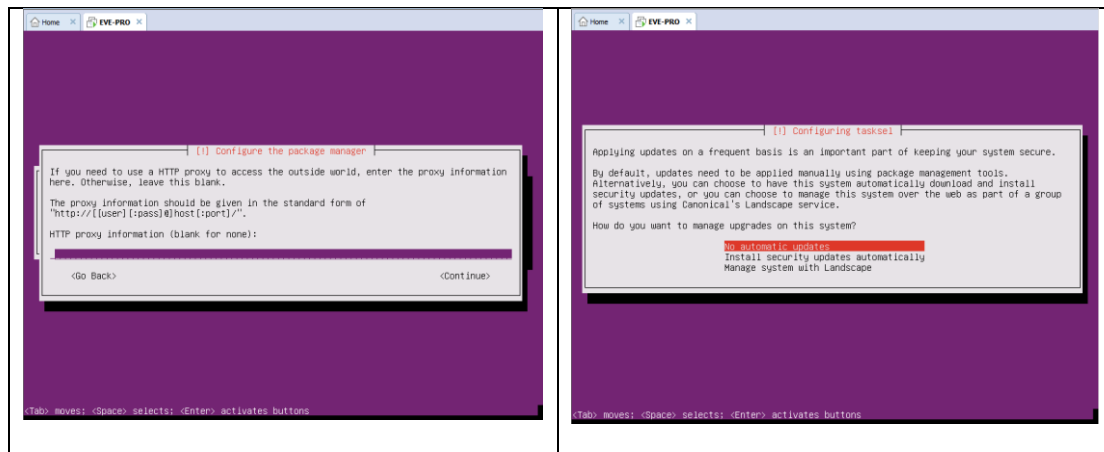 Home × EVE-PRO ×
[!] Configure the package manager
If you need to use a HTTP proxy to access the outside world, enter the proxy information
here. Otherwise, leave this blank.
The proxy information should be given in the standard form of
"http://[[user][:pass]@]host[:port]/".
HTTP proxy information (blank for none):
<Go Back> <Continue>
<Tab> moves; <Space> selects; <Enter> activates buttons
Home × EVE-PRO ×
[!] Configuring tasksel
Applying updates on a frequent basis is an important part of keeping your system secure.
By default, updates need to be applied manually using package management tools.
Alternatively, you can choose to have this system automatically download and install
security updates, or you can choose to manage this system over the web as part of a group
of systems using Canonical's Landscape service.
How do you want to manage upgrades on this system?
No automatic updates
Install security updates automatically
Manage system with Landscape
<Tab> moves; <Space> selects; <Enter> activates buttons